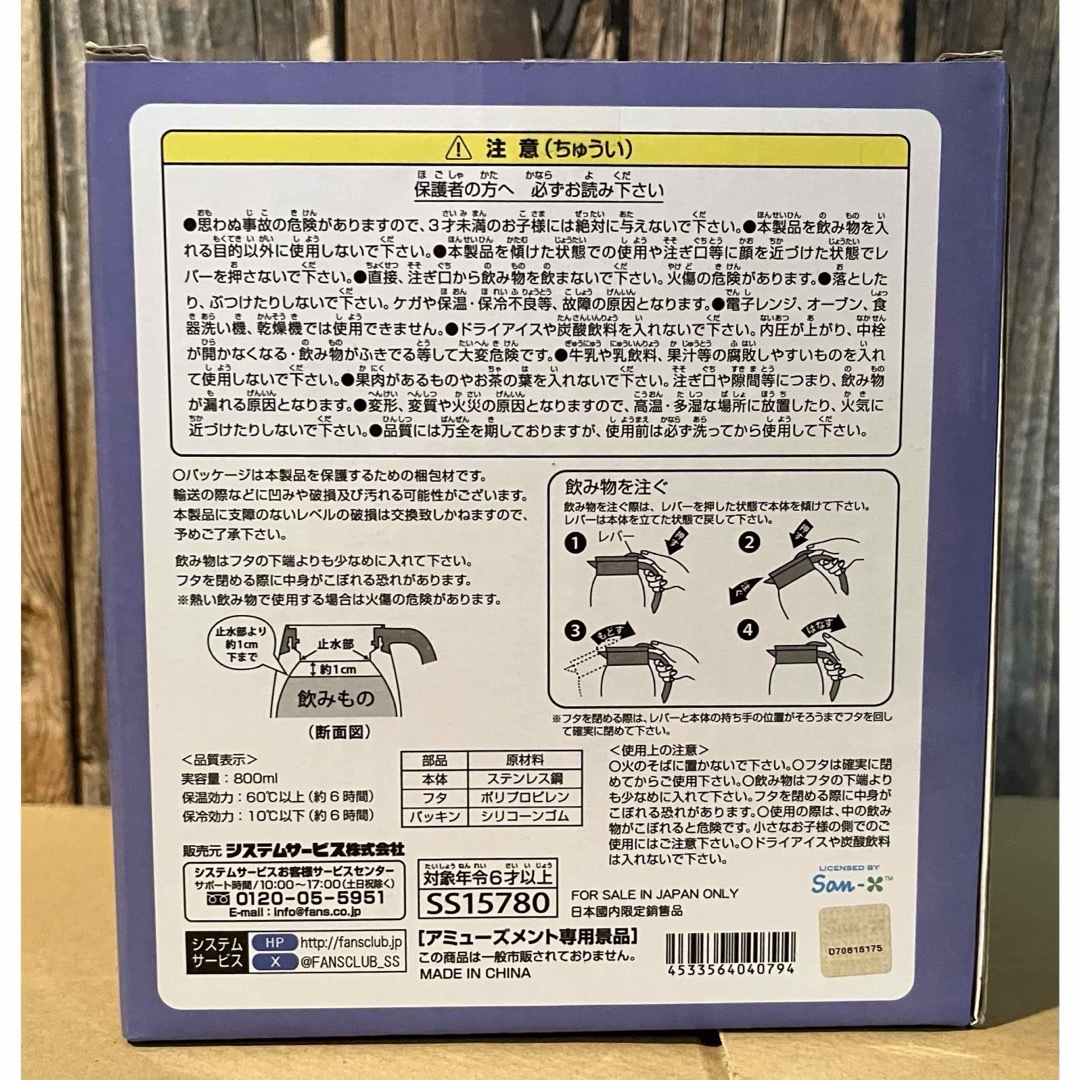 ⚠ 注意(ちゅうい)
ほごしゃ かた かなら よ くだ
保護者の方へ 必ずお読み下さい
●思わぬ事故の危険がありますので、3才未満のお子様には絶対に与えないで下さい。●本製品を飲み物を入
れる目的以外に使用しないで下さい。●本製品を傾けた状態での使用や注ぎ口等に顔を近づけた状態でレ
バーを押さないで下さい。●直接、注ぎ口から飲み物を飲まないで下さい。火傷の危険があります。●落とした
り、ぶつけたりしないで下さい。ケガや保温・保冷不良等、故障の原因となります。●電子レンジ、オーブン、食
器洗い機、乾燥機では使用できません。●ドライアイスや炭酸飲料を入れないで下さい。内圧が上がり、中栓
が開かなくなる・飲み物がふきでる等して大変危険です。●牛乳や乳飲料、果汁等の腐敗しやすいものを入れ
て使用しないで下さい。●果肉があるものやお茶の葉を入れないで下さい。注ぎ口や隙間等につまり、飲み物
が漏れる原因となります。●変形、変質や火災の原因となりますので、高温・多湿な場所に放置したり、火気に
近づけたりしないで下さい。●品質には万全を期しておりますが、使用前は必ず洗ってから使用して下さい。
○パッケージは本製品を保護するための梱包材です。
輸送の際などに凹みや破損及び汚れる可能性がございます。
本製品に支障のないレベルの破損は交換致しかねますので、
予めご了承下さい。
飲み物はフタの下端よりも少なめに入れて下さい。
フタを閉める際に中身がこぼれる恐れがあります。
※熱い飲み物で使用する場合は火傷の危険があります。
止水部より
約1cm
下まで
止水部
約1cm
飲みもの
(断面図)
飲み物を注ぐ
飲み物を注ぐ際は、レバーを押した状態で本体を傾けて下さい。
レバーは本体を立てた状態で戻して下さい。
1 レバー 押す
2 押す 注ぐ
3 もどす
4 はなす
※フタを閉める際は、レバーと本体の持ち手の位置がそろうまでフタを回し
て確実に閉めて下さい。
<品質表示>
実容量:800ml
保温効力:60℃以上(約6時間)
保冷効力:10℃以下(約6時間)
部品 原材料
本体 ステンレス鋼
フタ ポリプロピレン
パッキン シリコーンゴム
<使用上の注意>
○火のそばに置かないで下さい。○フタは確実に閉
めてからご使用下さい。○飲み物はフタの下端より
も少なめに入れて下さい。フタを閉める際に中身が
こぼれる恐れがあります。○使用の際は、中の飲み
物がこぼれると危険です。小さなお子様の側でのご
使用にはご注意下さい。○ドライアイスや炭酸飲料
は入れないで下さい。
販売元 システムサービス株式会社
システムサービスお客様サービスセンター
サポート時間/10:00〜17:00(土日祝除く)
0120-05-5951
E-mail:info@fans.co.jp
システム
サービス
HP http://fansclub.jp
X @FANSCLUB_SS
たいしょうねんれい さいいじょう
対象年令6才以上
SS15780
FOR SALE IN JAPAN ONLY
日本國内限定銷售品
[アミューズメント専用景品]
この商品は一般市販されておりません。
MADE IN CHINA
4533564040794
LICENSED BY
San-X™
D70616175